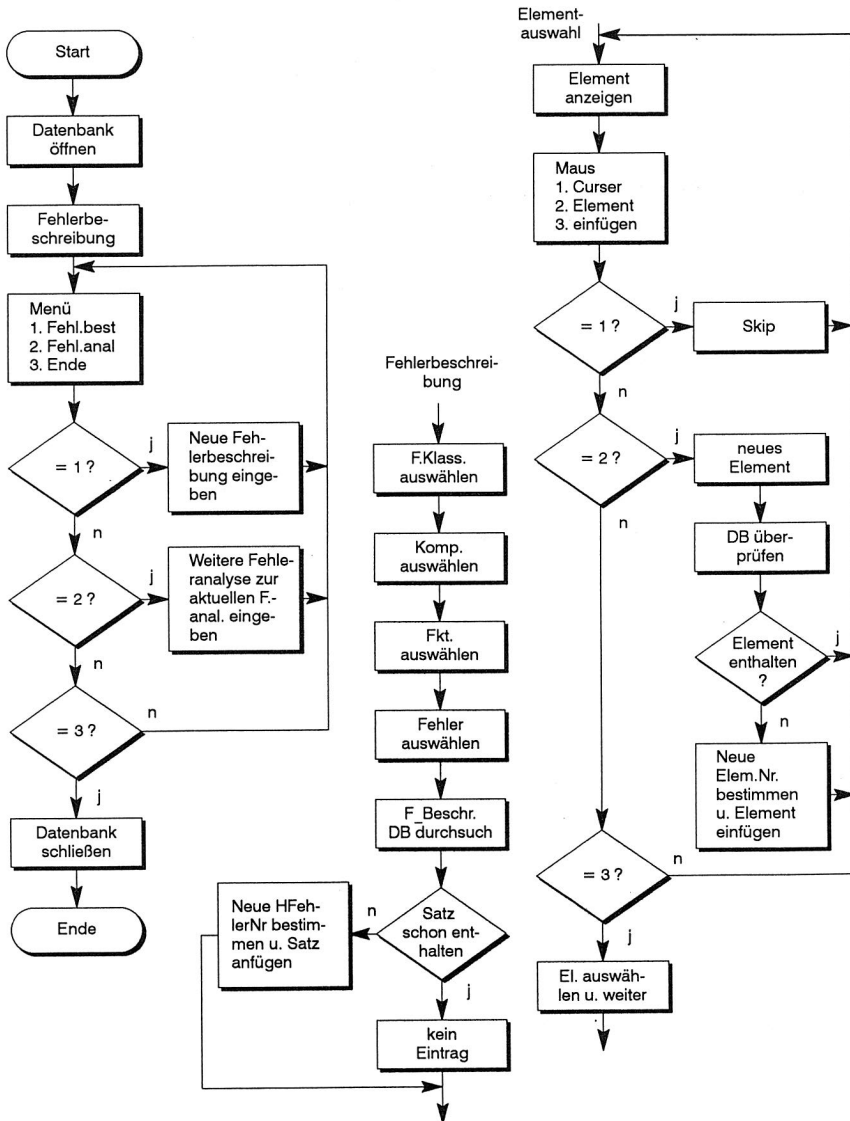 Start
Datenbank
öffnen
Fehlerbe-
schreibung
Menü
1. Fehl.best
2. Fehl.anal
3. Ende
= 1 ?
j
Neue Feh-
lerbeschrei-
bung einge-
ben
n
= 2 ?
j
Weitere Fehler-
analyse zur
aktuellen F.-
anal. einge-
ben
n
= 3 ?
n
j
Datenbank
schließen
Ende
Fehlerbeschrei-
bung
F.Klass.
auswählen
Komp.
auswählen
Fkt.
auswählen
Fehler
auswählen
F_Beschr.
DB durchsuch
Satz
schon ent-
halten
n
Neue HFeh-
lerNr bestim-
men u. Satz
anfügen
j
kein
Eintrag
Element-
auswahl
Element
anzeigen
Maus
1. Curser
2. Element
3. einfügen
= 1 ?
j
Skip
n
= 2 ?
j
neues
Element
n
DB über-
prüfen
Element
enthalten
?
j
n
Neue
Elem.Nr.
bestimmen
u. Element
einfügen
= 3 ?
n
j
El. auswäh-
len u. weiter